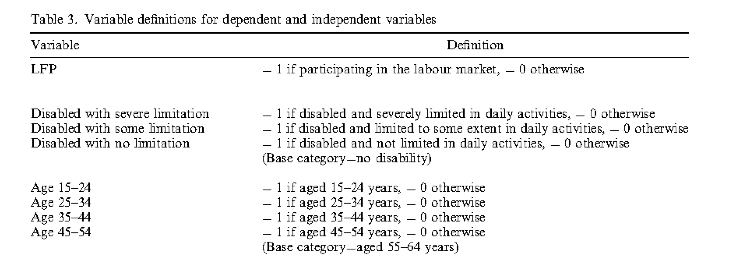 Table 3. Variable definitions for dependent and independent variables
Variable Definition
LFP = 1 if participating in the labour market, = 0 otherwise
Disabled with severe limitation = 1 if disabled and severely limited in daily activities, = 0 otherwise
Disabled with some limitation = 1 if disabled and limited to some extent in daily activities, = 0 otherwise
Disabled with no limitation = 1 if disabled and not limited in daily activities, = 0 otherwise
(Base category=no disability)
Age 15–24 = 1 if aged 15–24 years, = 0 otherwise
Age 25–34 = 1 if aged 25–34 years, = 0 otherwise
Age 35–44 = 1 if aged 35–44 years, = 0 otherwise
Age 45–54 = 1 if aged 45–54 years, = 0 otherwise
(Base category=aged 55–64 years)